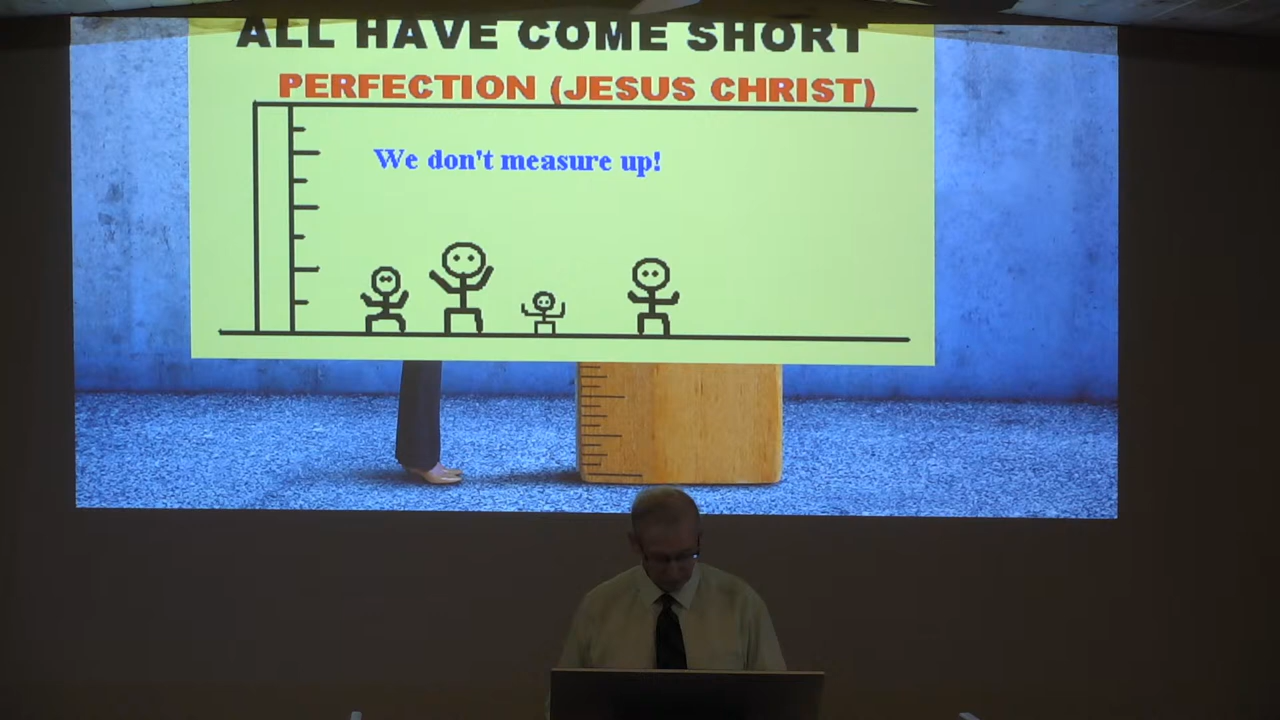 ALL HAVE COME SHORT
PERFECTION (JESUS CHRIST)
We don't measure up!